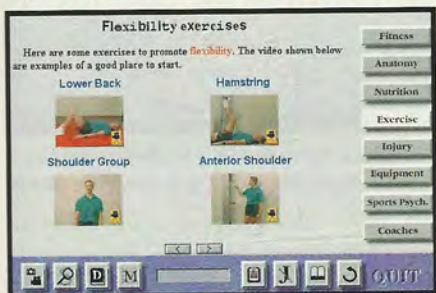 Flexibility exercises
Here are some exercises to promote flexibility. The video shown below
are examples of a good place to start.
Lower Back
Hamstring
Shoulder Group
Anterior Shoulder
Fitness
Anatomy
Nutrition
Exercise
Injury
Equipment
Sports Psych.
Coaches
< >
D M QUIT